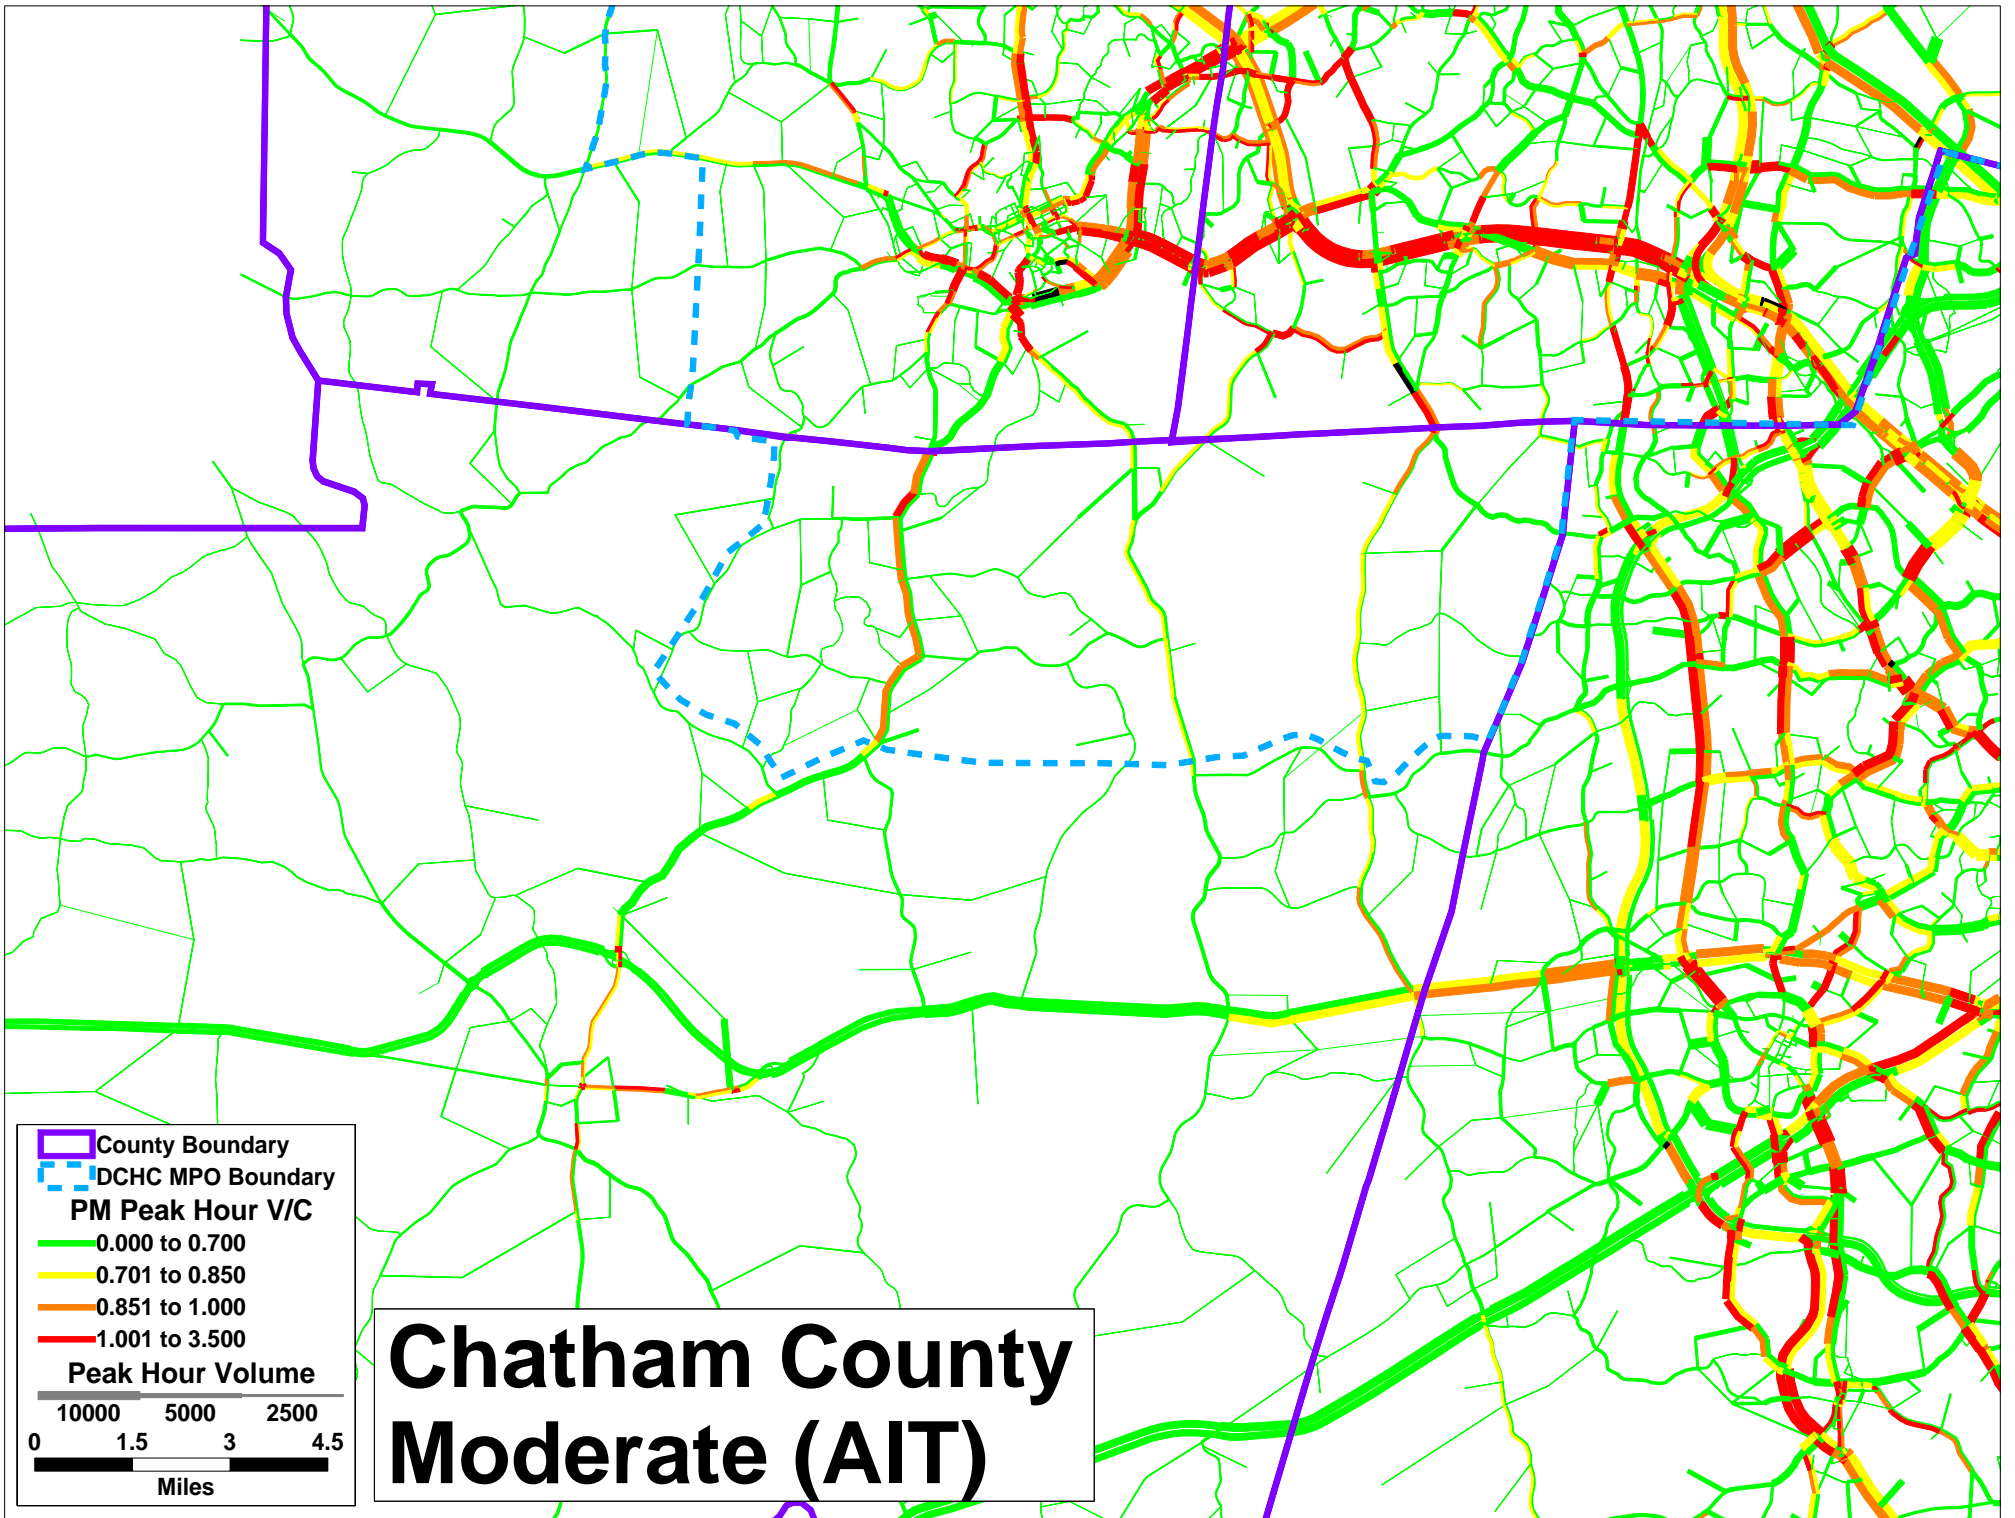 County Boundary
DCHC MPO Boundary
PM Peak Hour V/C
0.000 to 0.700
0.701 to 0.850
0.851 to 1.000
1.001 to 3.500
Peak Hour Volume
10000 5000 2500
0 1.5 3 4.5
Miles
Chatham County
Moderate (AIT)